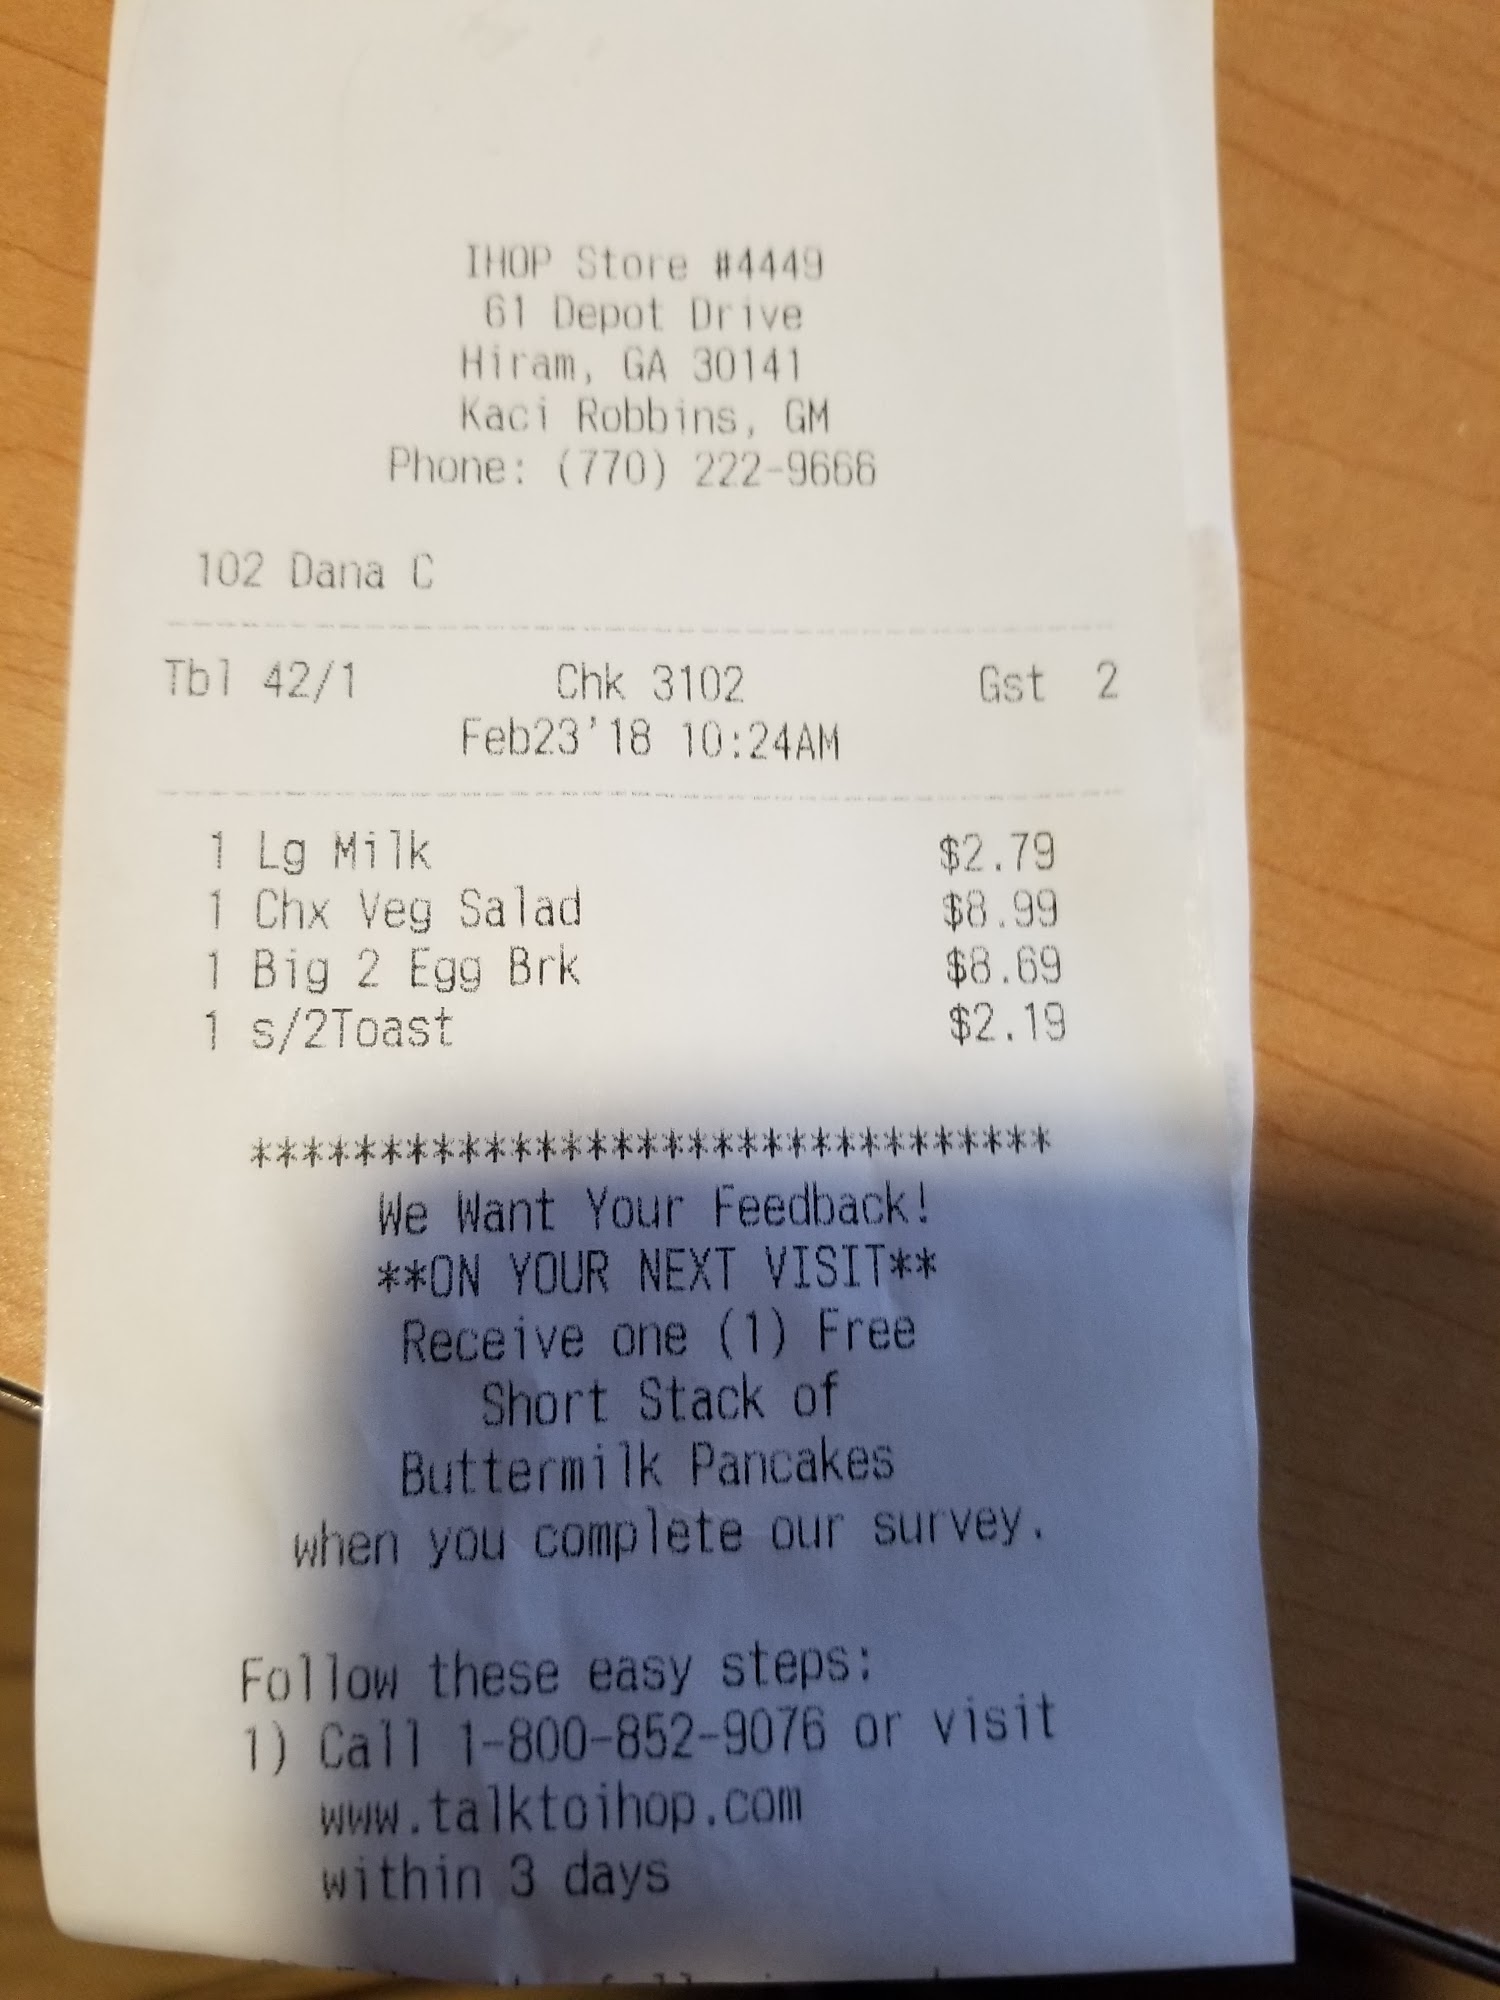 IHOP Store #4449
61 Depot Drive
Hiram, GA 30141
Kaci Robbins, GM
Phone: (770) 222-9666
102 Dana C
Tbl 42/1 Chk 3102 Gst 2
Feb23'18 10:24AM
1 Lg Milk $2.79
1 Chx Veg Salad $8.99
1 Big 2 Egg Brk $8.69
1 s/2Toast $2.19
*******************************
We Want Your Feedback!
**ON YOUR NEXT VISIT**
Receive one (1) Free
Short Stack of
Buttermilk Pancakes
when you complete our survey.
Follow these easy steps:
1) Call 1-800-852-9076 or visit
www.talktoihop.com
within 3 days